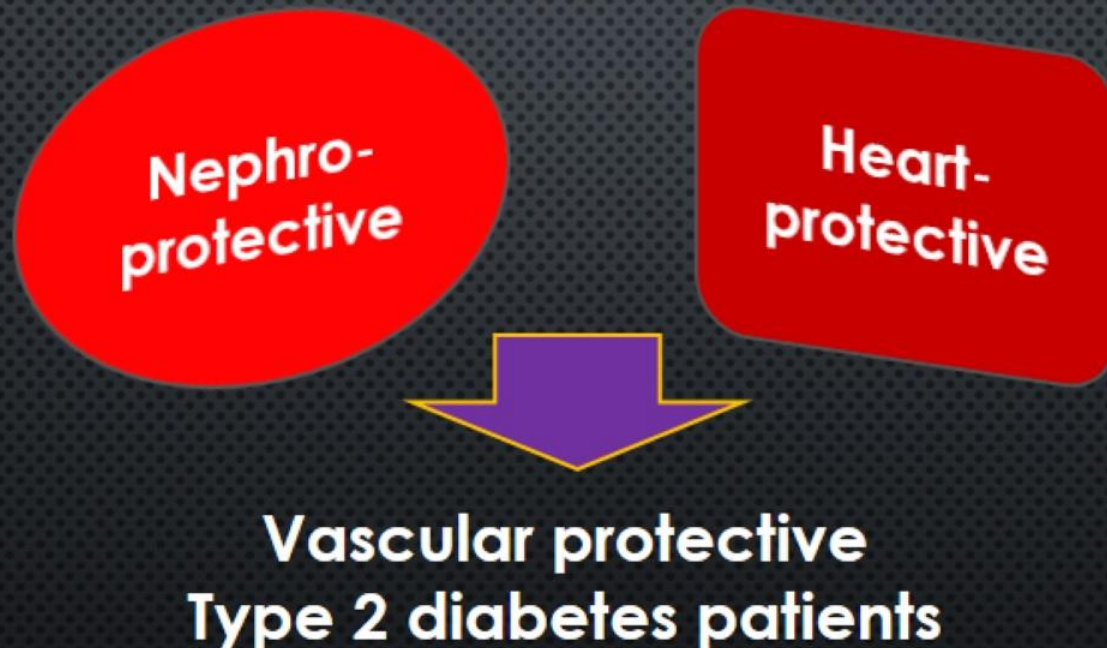 Nephro-
protective
Heart-
protective
Vascular protective
Type 2 diabetes patients